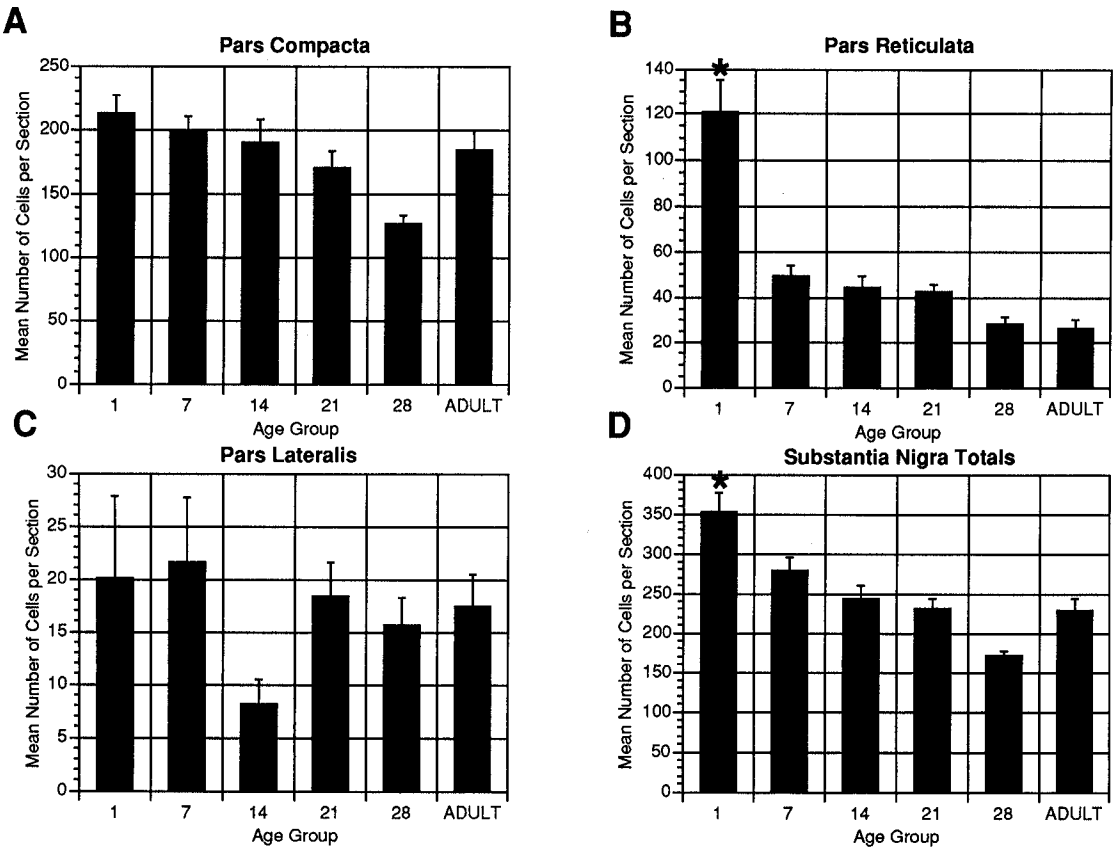 A
Pars Compacta
Mean Number of Cells per Section
250
200
150
100
50
0
1 7 14 21 28 ADULT
Age Group
B
Pars Reticulata
Mean Number of Cells per Section
140
120
100
80
60
40
20
0
*
1 7 14 21 28 ADULT
Age Group
C
Pars Lateralis
Mean Number of Cells per Section
30
25
20
15
10
5
0
1 7 14 21 28 ADULT
Age Group
D
Substantia Nigra Totals
Mean Number of Cells per Section
400
350
300
250
200
150
100
50
0
*
1 7 14 21 28 ADULT
Age Group